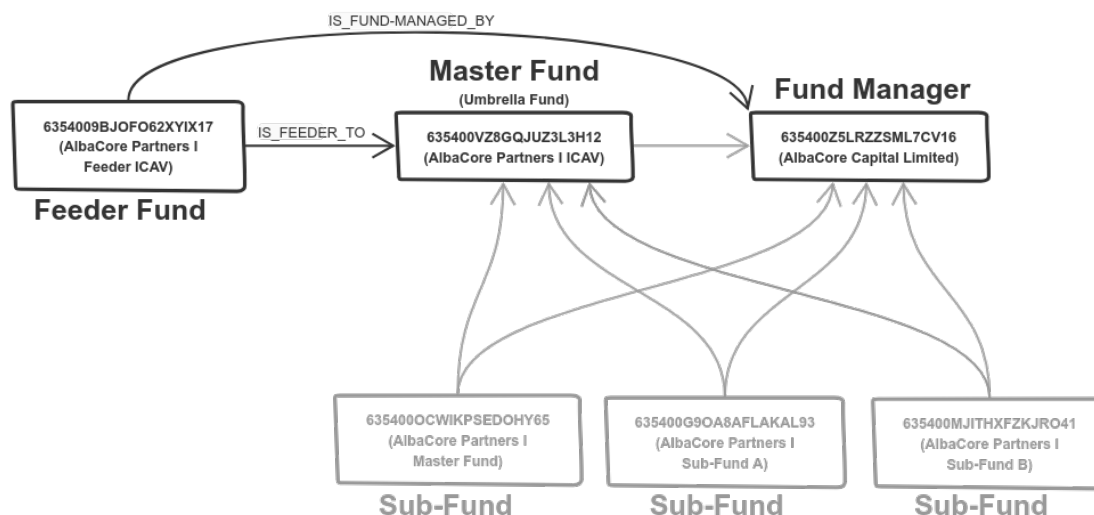 IS_FUND-MANAGED_BY
Master Fund
(Umbrella Fund)
Fund Manager
6354009BJOFO62XYIX17
(AlbaCore Partners I
Feeder ICAV)
IS_FEEDER_TO
635400VZ8GQJUZ3L3H12
(AlbaCore Partners I ICAV)
635400Z5LRZZSML7CV16
(AlbaCore Capital Limited)
Feeder Fund
635400OCWIKPSEDOHY65
(AlbaCore Partners I
Master Fund)
635400G9OA8AFLAKAL93
(AlbaCore Partners I
Sub-Fund A)
635400MJITHXFZKJRO41
(AlbaCore Partners I
Sub-Fund B)
Sub-Fund
Sub-Fund
Sub-Fund